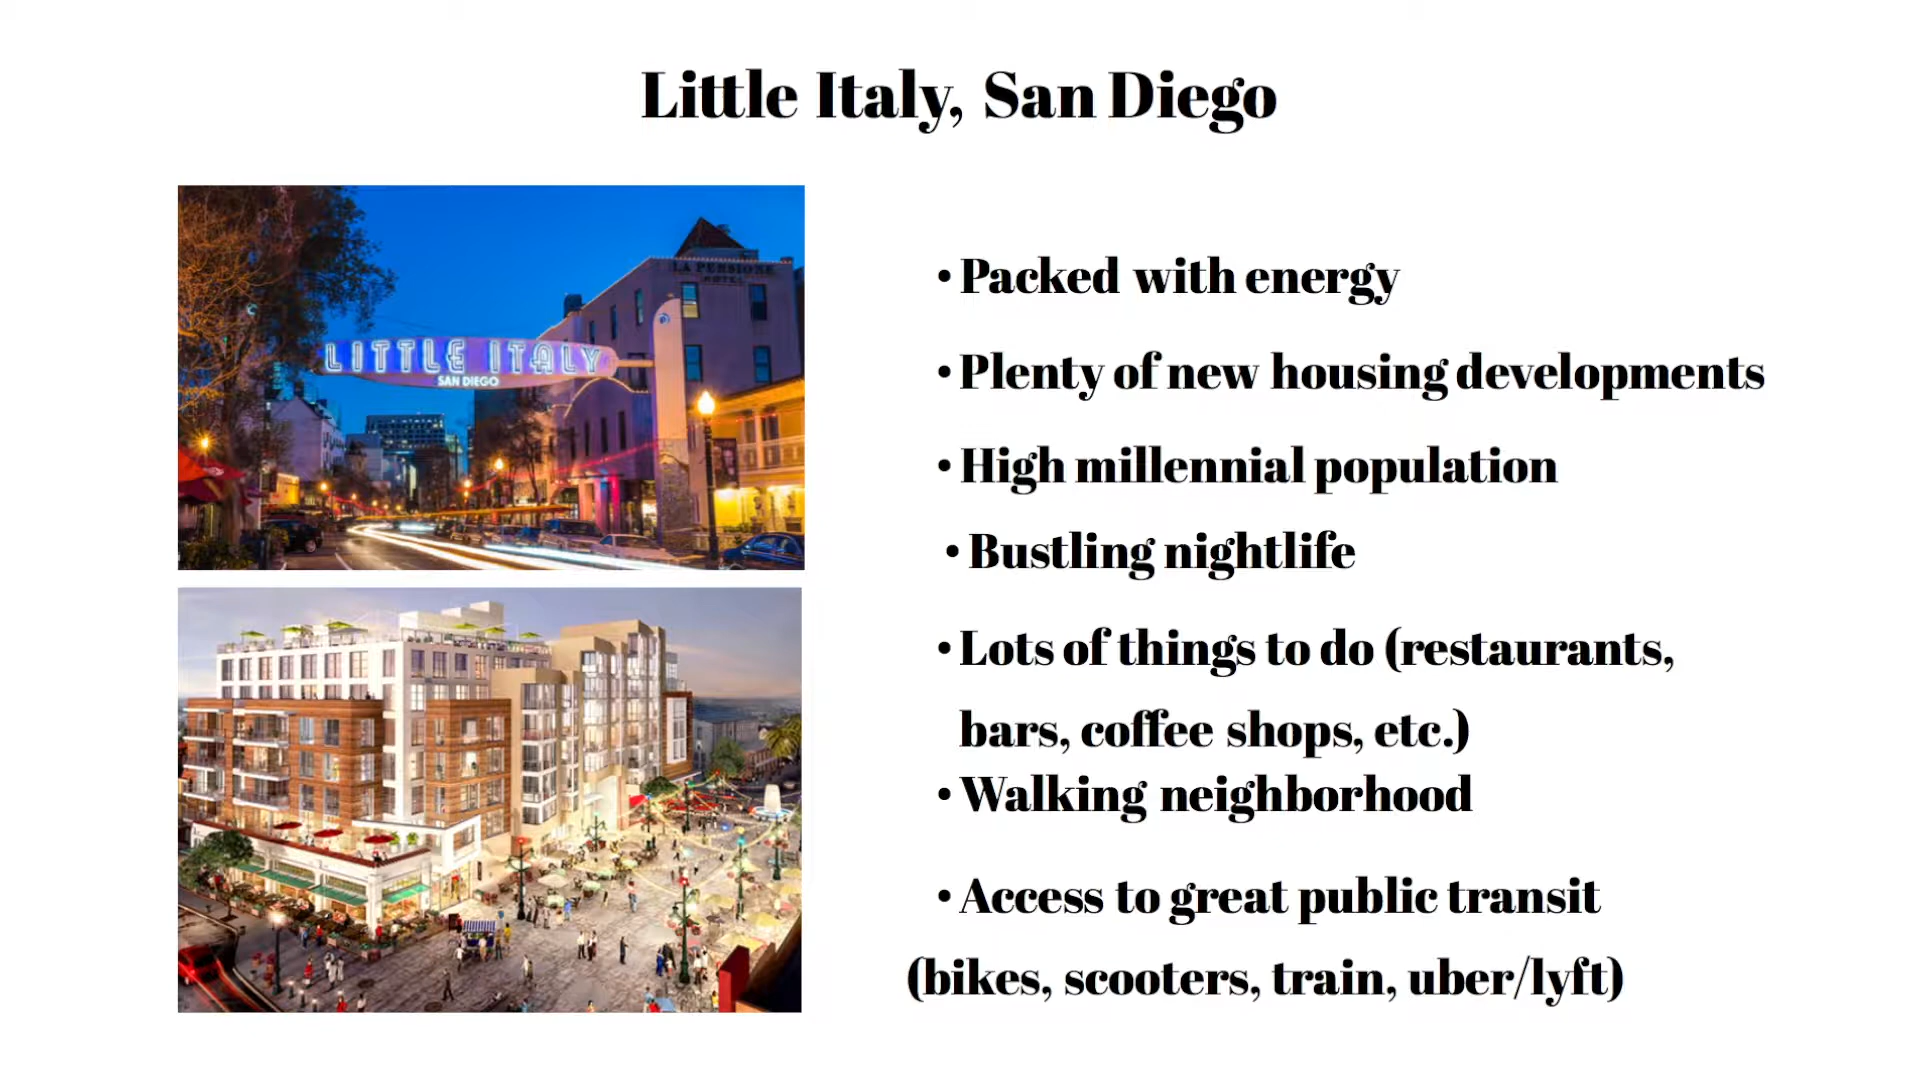 Little Italy, San Diego
LA PENSIONE
HOTEL
LITTLE ITALY
SAN DIEGO
• Packed with energy
• Plenty of new housing developments
• High millennial population
• Bustling nightlife
• Lots of things to do (restaurants,
bars, coffee shops, etc.)
• Walking neighborhood
• Access to great public transit
(bikes, scooters, train, uber/lyft)